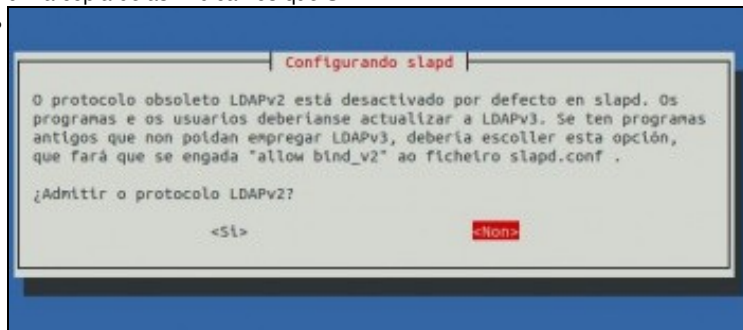 Configurando slapd
O protocolo obsoleto LDAPv2 está desactivado por defecto en slapd. Os
programas e os usuarios deberianse actualizar a LDAPv3. Se ten programas
antigos que non poidan empregar LDAPv3, debería escoller esta opción,
que fará que se engada "allow bind_v2" ao ficheiro slapd.conf .
¿Admitir o protocolo LDAPv2?
<Si> <Non>